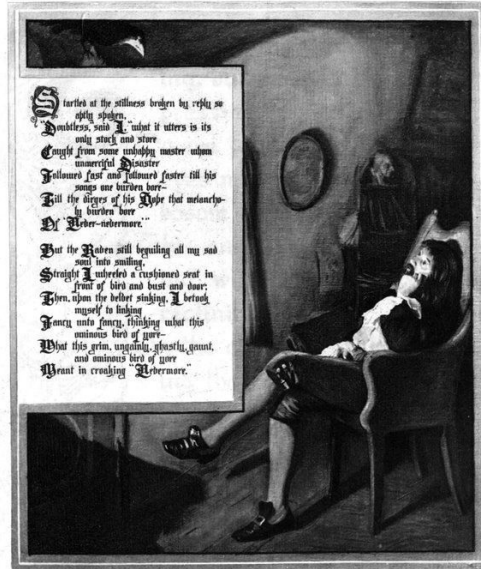 Startled at the stillness broken by reply so
aptly spoken,
"Doubtless," said I, "what it utters is its
only stock and store
Caught from some unhappy master whom
unmerciful Disaster
Followed fast and followed faster till his
songs one burden bore—
Till the dirges of his Hope that melancho-
ly burden bore
Of 'Never-nevermore.'"
But the Raven still beguiling all my sad
soul into smiling,
Straight I wheeled a cushioned seat in
front of bird and bust and door;
Then, upon the velvet sinking, I betook
myself to linking
Fancy unto fancy, thinking what this
ominous bird of yore—
What this grim, ungainly, ghastly, gaunt,
and ominous bird of yore
Meant in croaking "Nevermore."